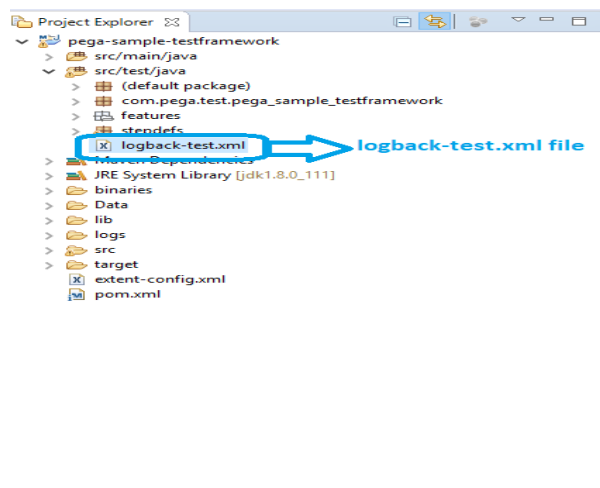 Project Explorer
pega-sample-testframework
src/main/java
src/test/java
(default package)
com.pega.test.pega_sample_testframework
features
stepdefs
logback-test.xml
logback-test.xml file
Maven Dependencies
JRE System Library [jdk1.8.0_111]
binaries
Data
lib
logs
src
target
extent-config.xml
pom.xml